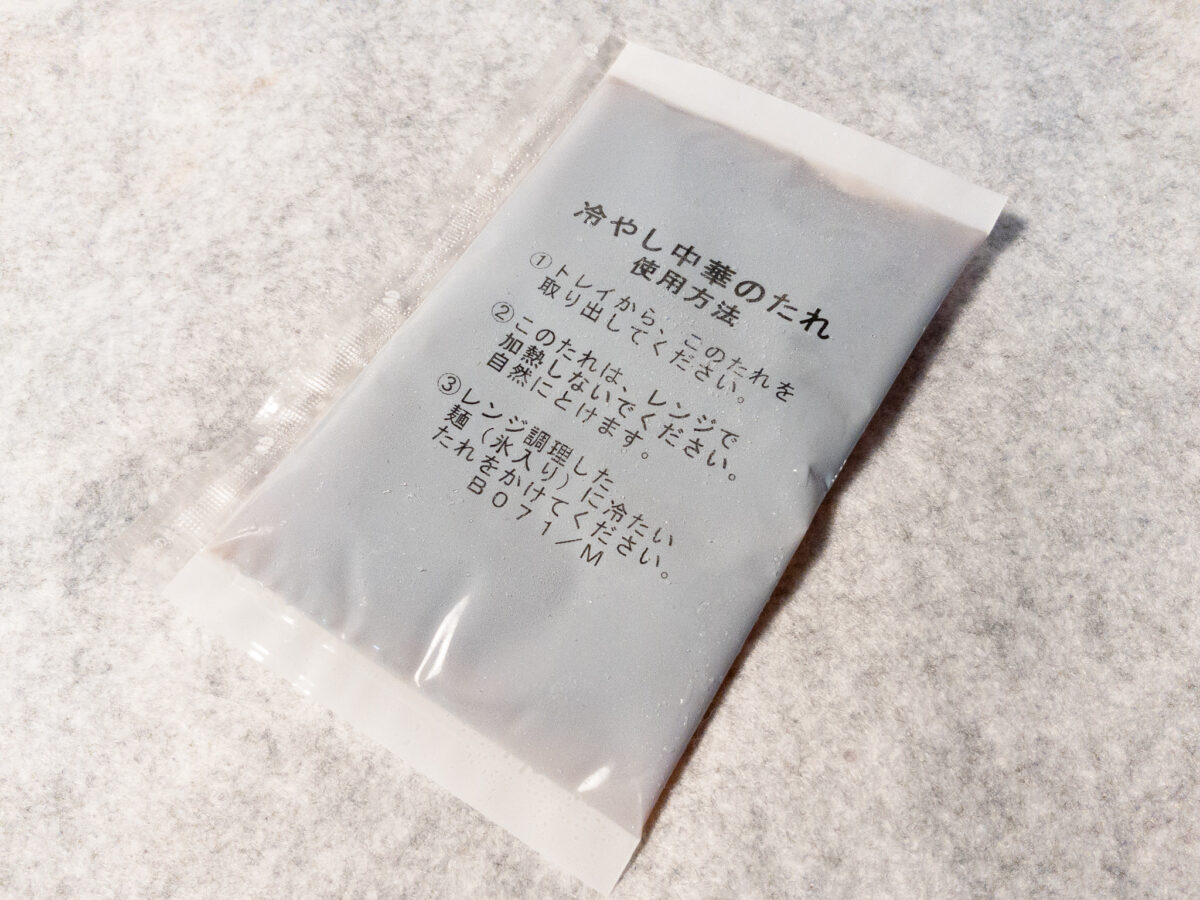 冷やし中華のたれ
使用方法
①トレイから、このたれを
取り出してください。
②このたれは、レンジで
加熱しないでください。
自然にとけます。
③レンジ調理した
麺（氷入り）に冷たい
たれをかけてください。
BO71／M